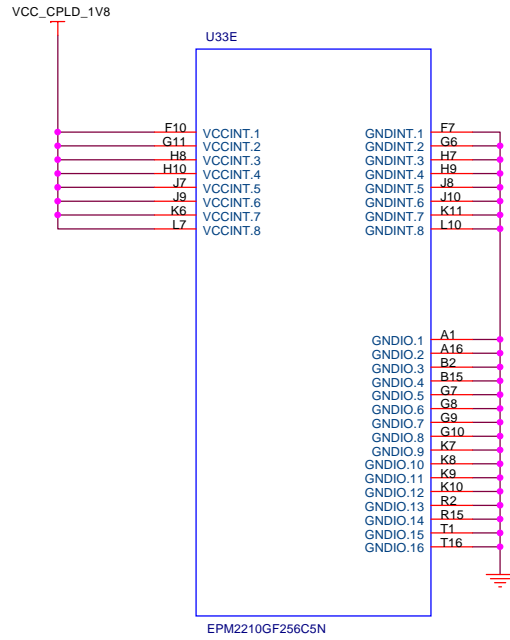 VCC_CPLD_1V8
U33E
F10 VCCINT.1 GNDINT.1 F7
G11 VCCINT.2 GNDINT.2 G6
H8 VCCINT.3 GNDINT.3 H7
H10 VCCINT.4 GNDINT.4 H9
J7 VCCINT.5 GNDINT.5 J8
J9 VCCINT.6 GNDINT.6 J10
K6 VCCINT.7 GNDINT.7 K11
L7 VCCINT.8 GNDINT.8 L10
GNDIO.1 A1
GNDIO.2 A16
GNDIO.3 B2
GNDIO.4 B15
GNDIO.5 G7
GNDIO.6 G8
GNDIO.7 G9
GNDIO.8 G10
GNDIO.9 K7
GNDIO.10 K8
GNDIO.11 K9
GNDIO.12 K10
GNDIO.13 R2
GNDIO.14 R15
GNDIO.15 T1
GNDIO.16 T16
EPM2210GF256C5N